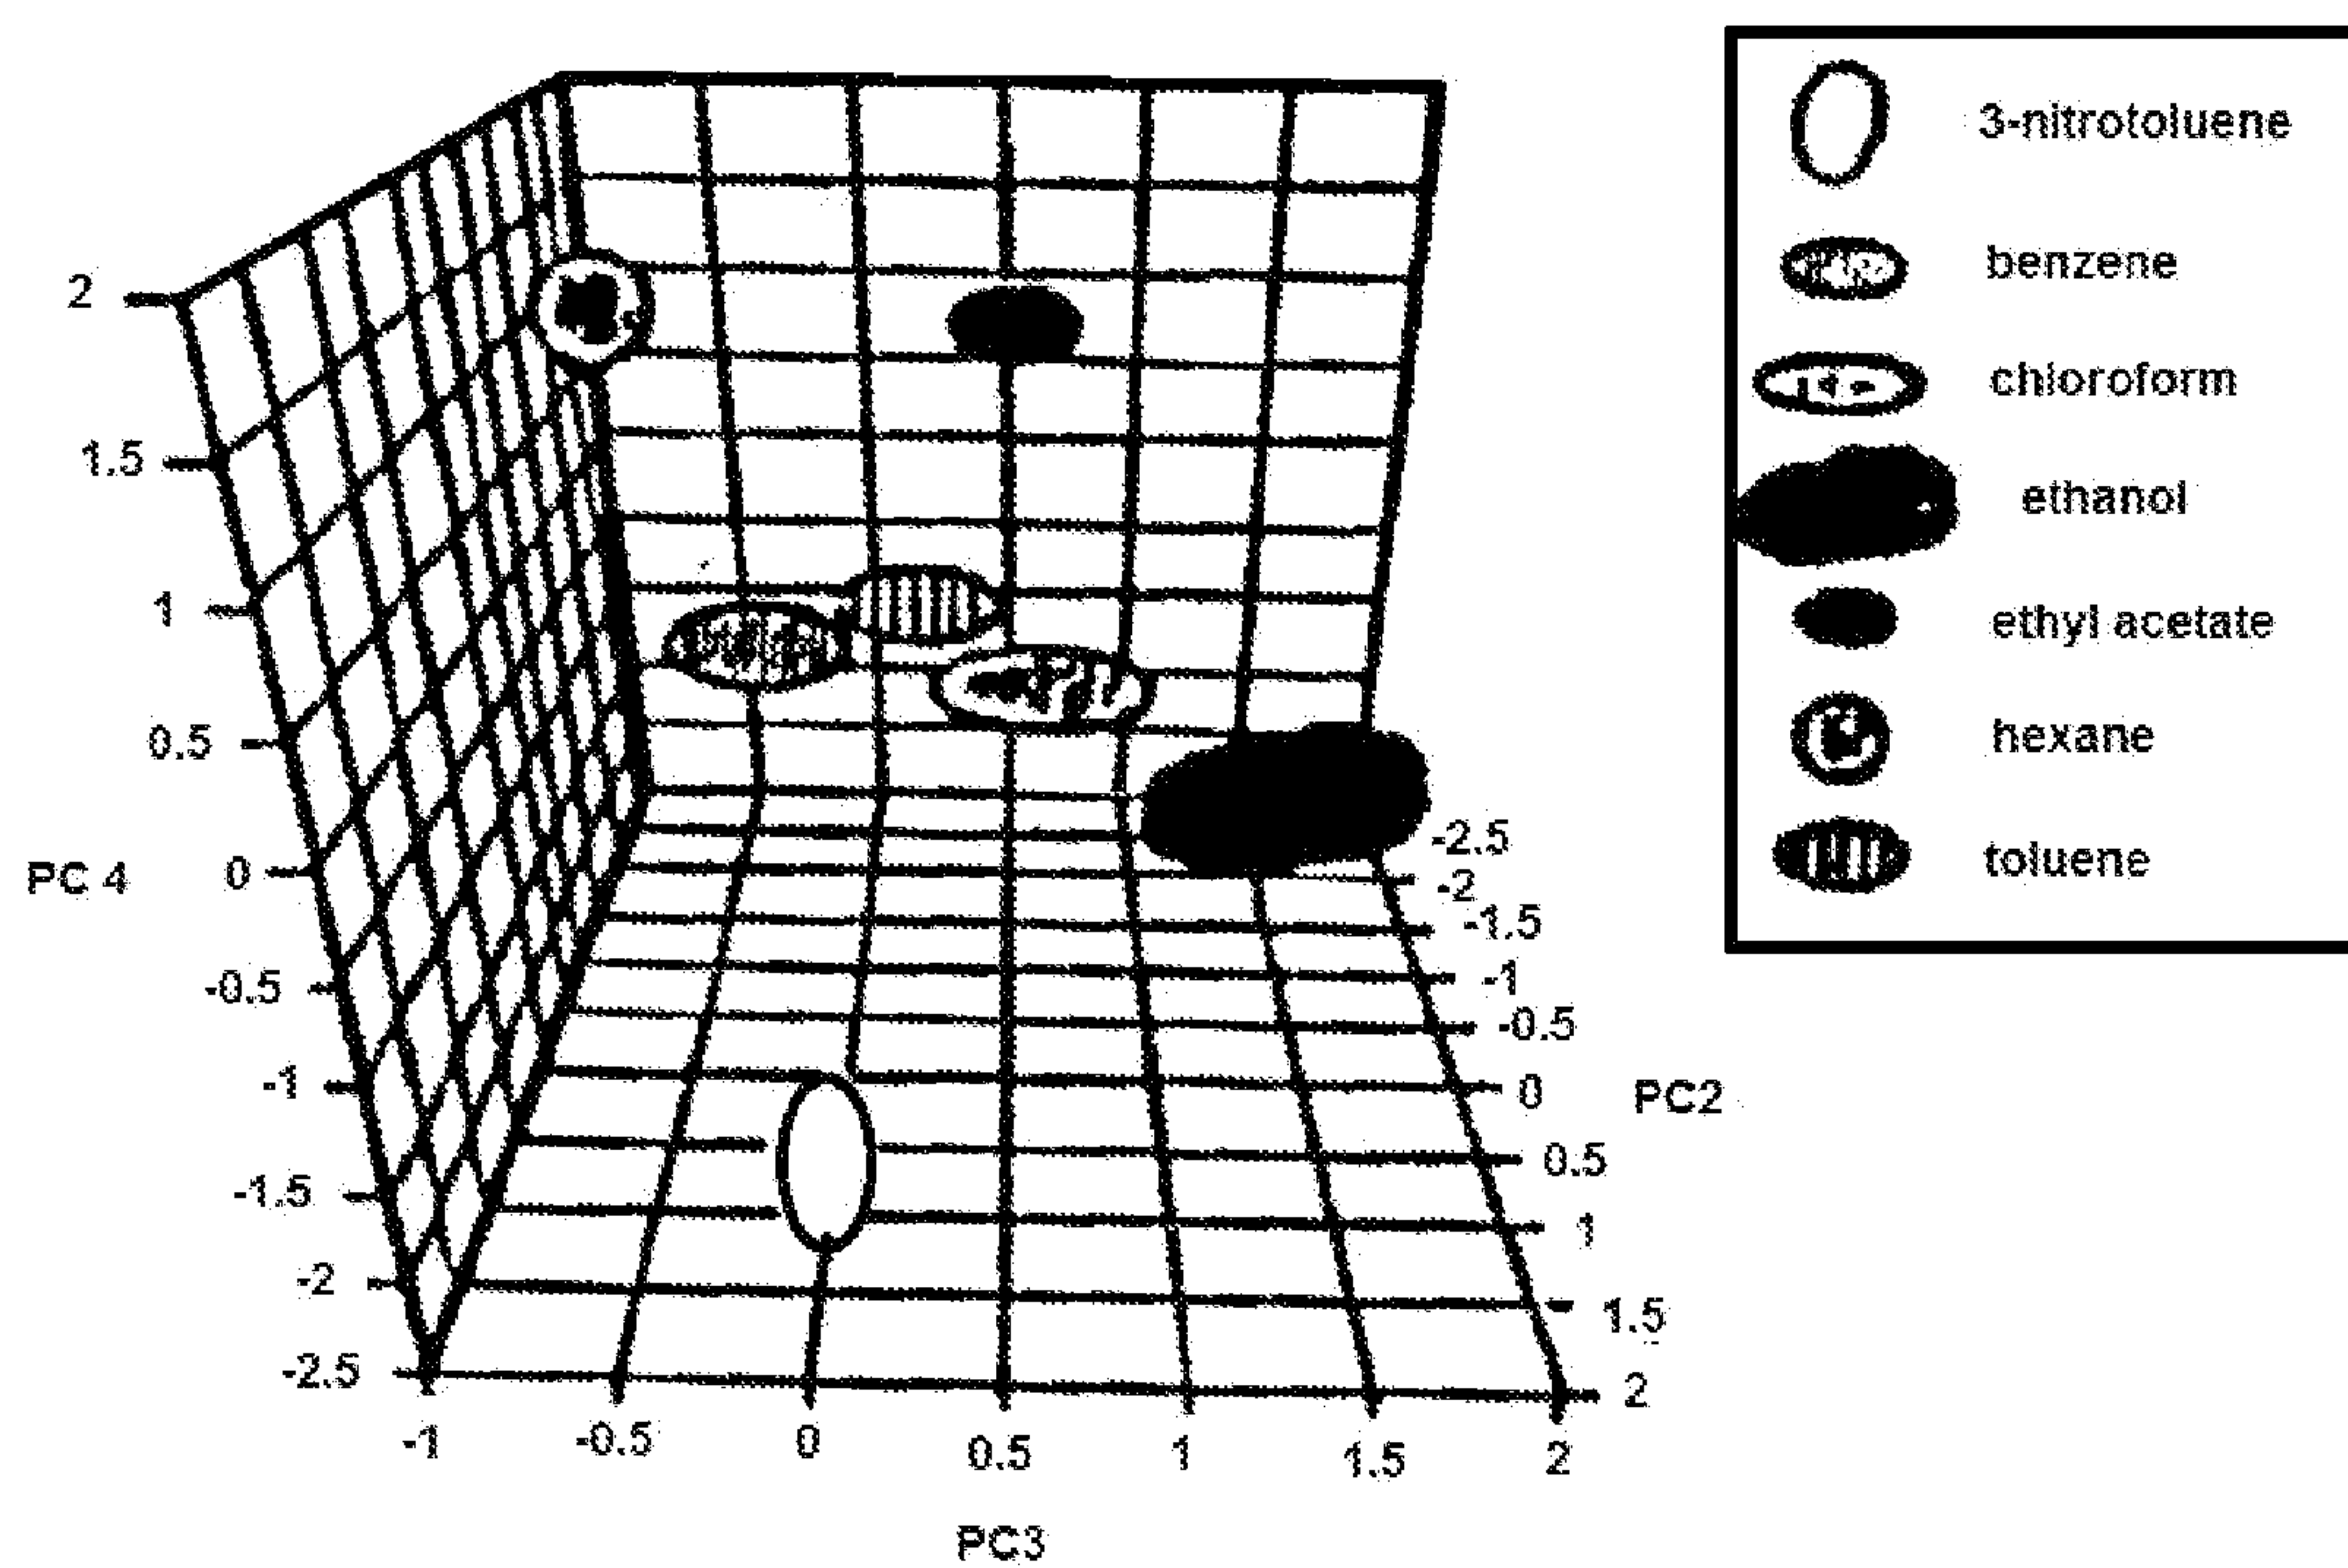 2
1.5
1
0.5
PC 4
0
-0.5
-1
-1.5
-2
-2.5
-1
-0.5
0
0.5
1
1.5
2
PC3
-2.5
-2
-1.5
-1
-0.5
0
PC2
0.5
1
1.5
2
3-nitrotoluene
benzene
chloroform
ethanol
ethyl acetate
hexane
toluene